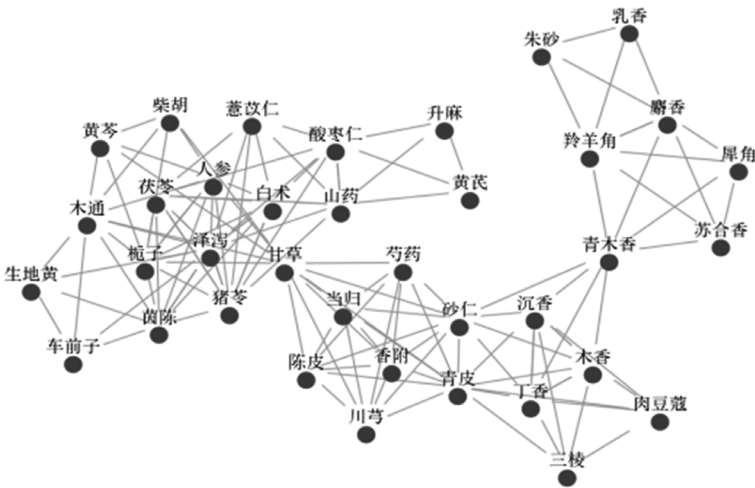 乳香
朱砂
麝香
羚羊角
犀角
苏合香
青木香
柴胡
薏苡仁
升麻
黄芩
酸枣仁
人参
黄芪
茯苓
白术
山药
木通
栀子
泽泻
甘草
芍药
生地黄
猪苓
当归
砂仁
沉香
茵陈
车前子
陈皮
香附
青皮
木香
丁香
肉豆蔻
川芎
三棱